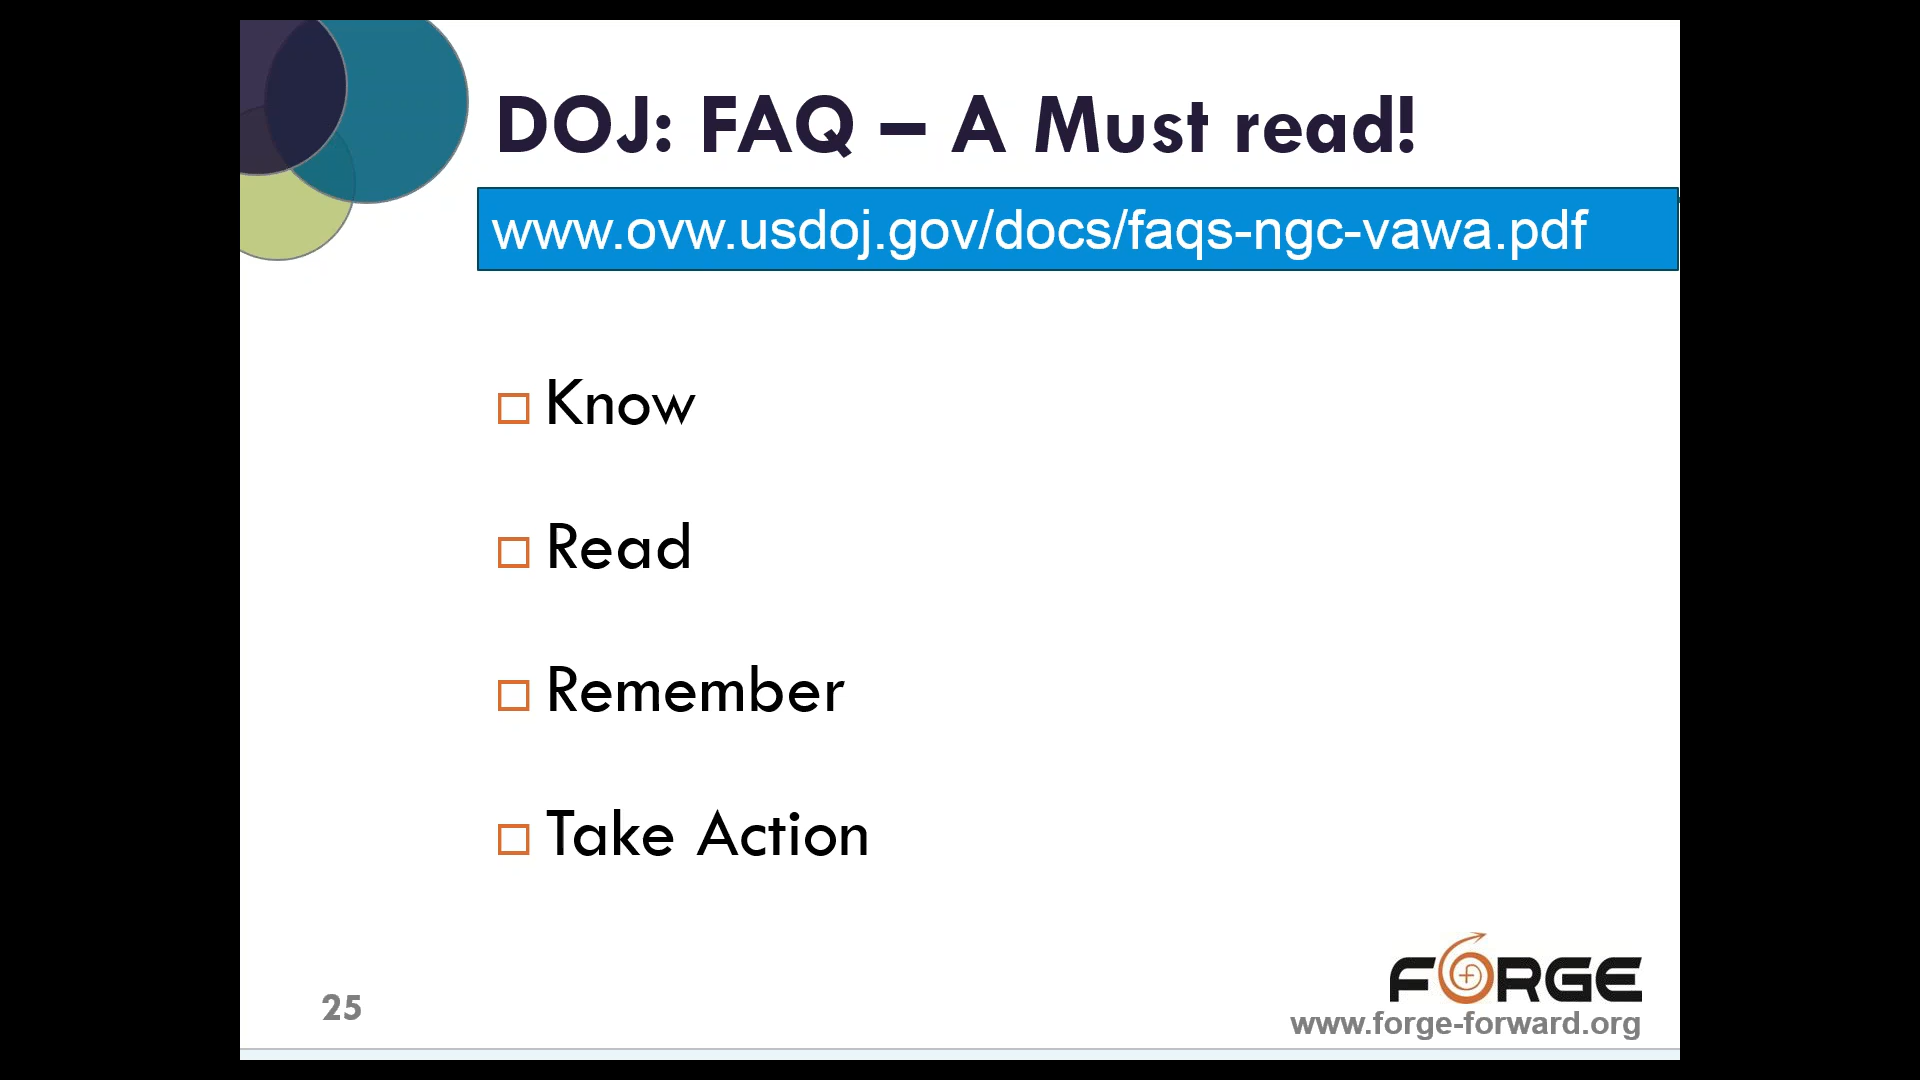 DOJ: FAQ – A Must read!
www.ovw.usdoj.gov/docs/faqs-ngc-vawa.pdf
Know
Read
Remember
Take Action
25
FORGE
www.forge-forward.org